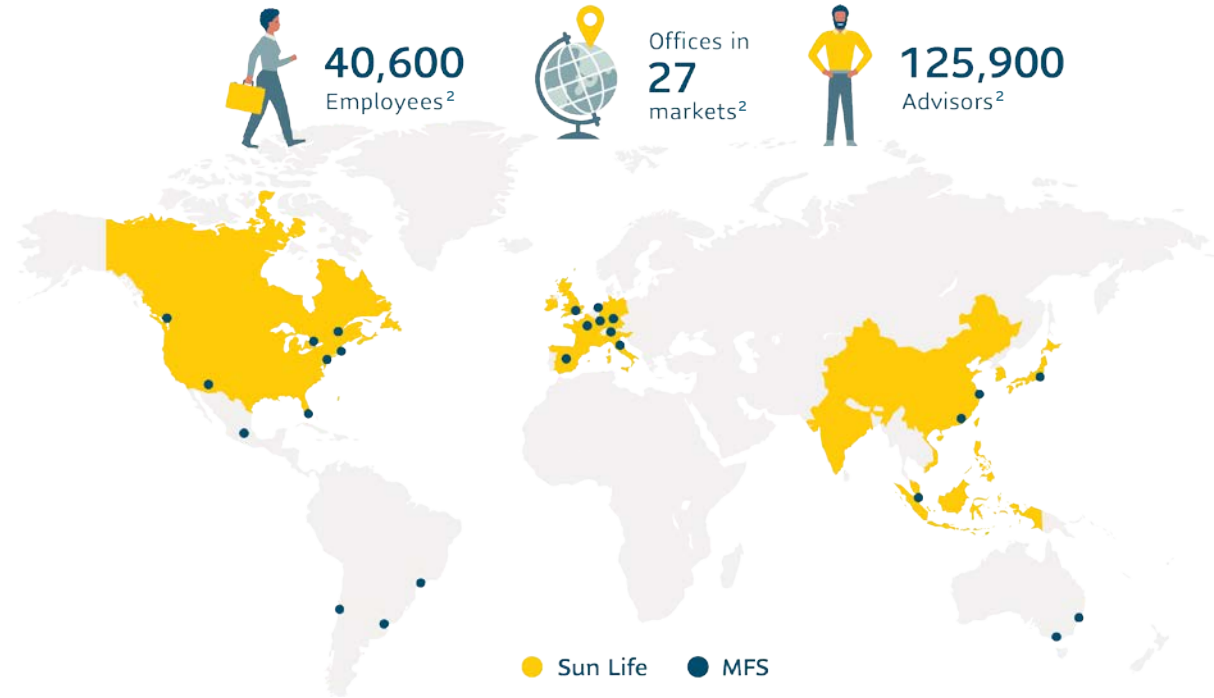 40,600
Employees²
Offices in
27
markets²
125,900
Advisors²
Sun Life
MFS